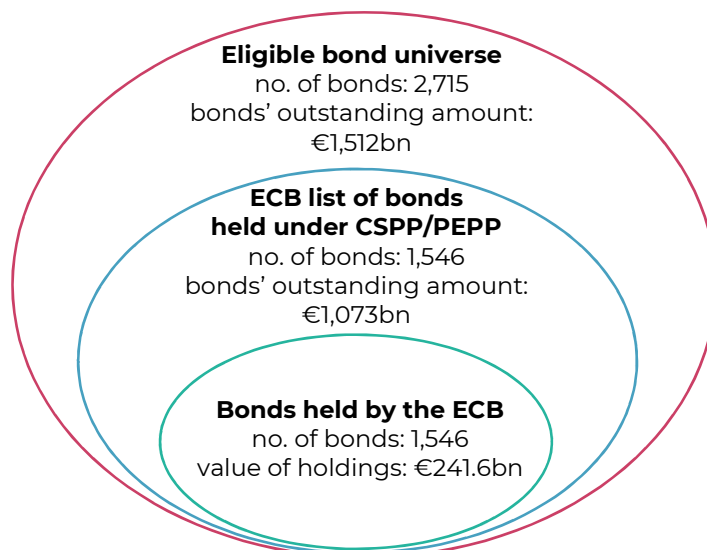 Eligible bond universe
no. of bonds: 2,715
bonds’ outstanding amount:
€1,512bn
ECB list of bonds
held under CSPP/PEPP
no. of bonds: 1,546
bonds’ outstanding amount:
€1,073bn
Bonds held by the ECB
no. of bonds: 1,546
value of holdings: €241.6bn